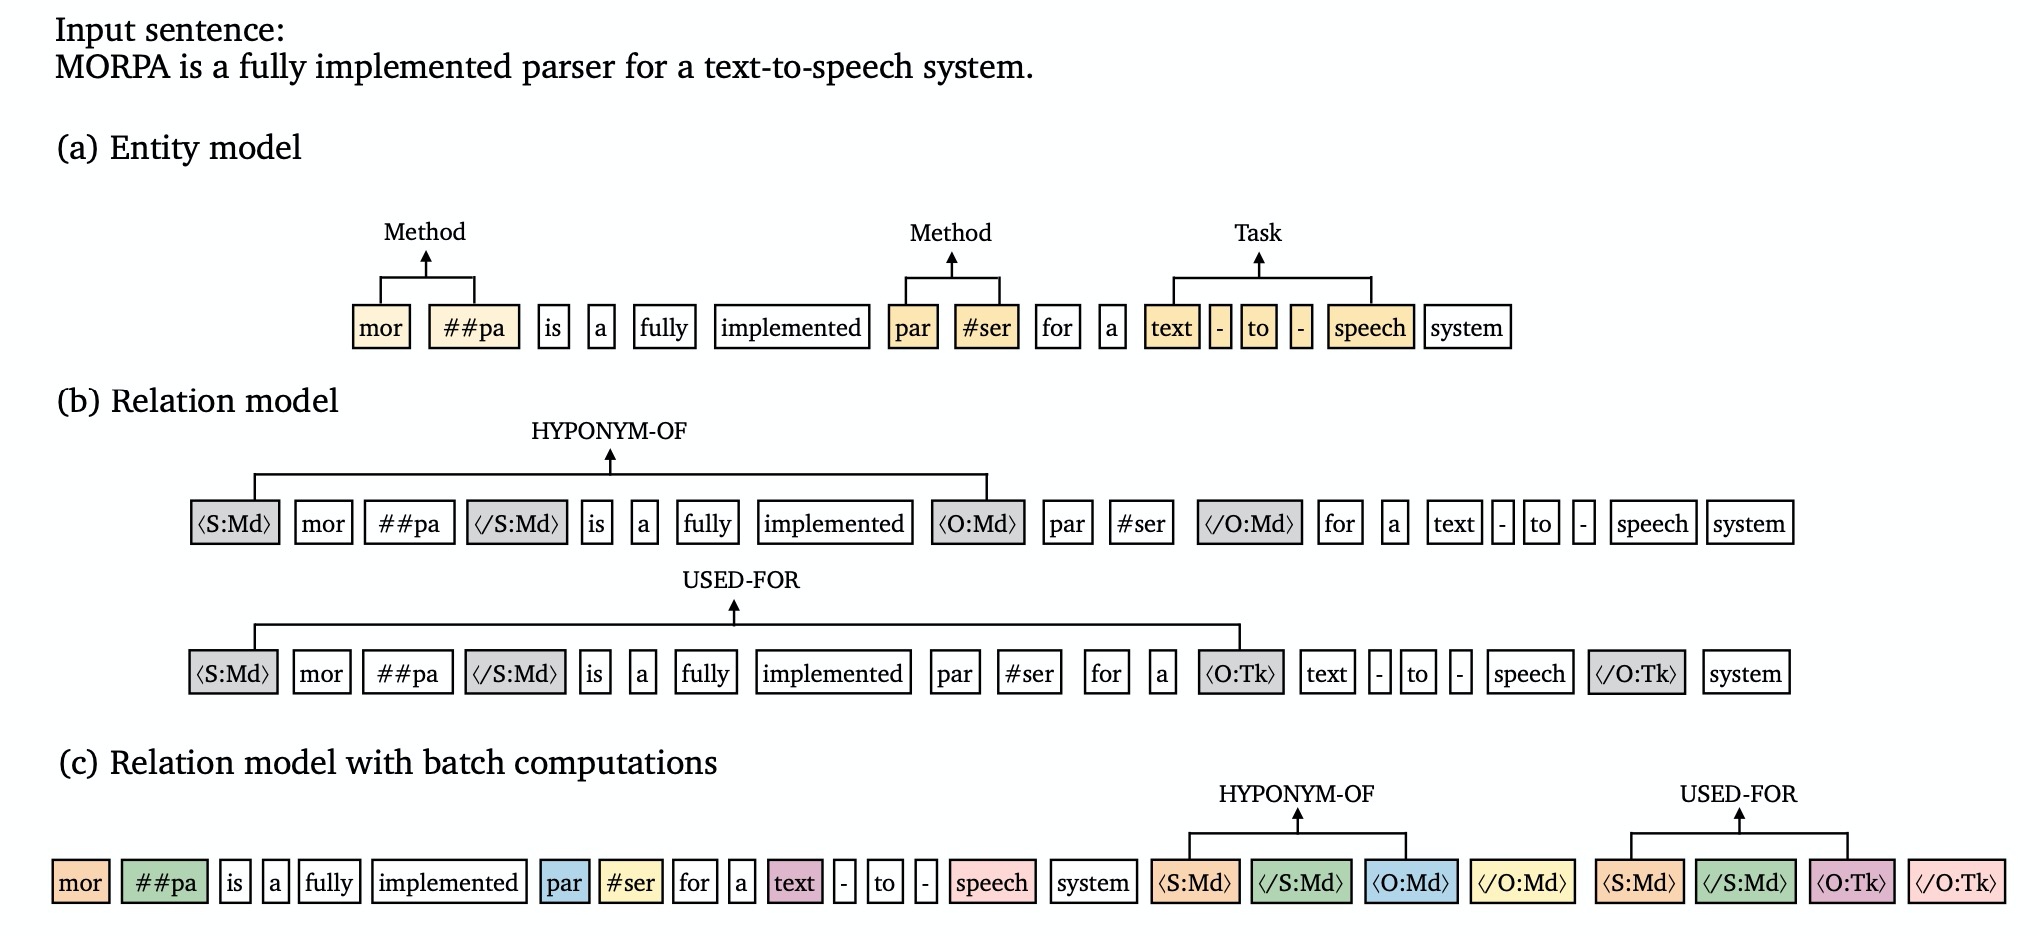 Input sentence:
MORPA is a fully implemented parser for a text-to-speech system.
(a) Entity model
Method Method Task
mor ##pa is a fully implemented par #ser for a text - to - speech system
(b) Relation model
HYPONYM-OF
⟨S:Md⟩ mor ##pa ⟨/S:Md⟩ is a fully implemented ⟨O:Md⟩ par #ser ⟨/O:Md⟩ for a text - to - speech system
USED-FOR
⟨S:Md⟩ mor ##pa ⟨/S:Md⟩ is a fully implemented par #ser for a ⟨O:Tk⟩ text - to - speech ⟨/O:Tk⟩ system
(c) Relation model with batch computations
HYPONYM-OF USED-FOR
mor ##pa is a fully implemented par #ser for a text - to - speech system ⟨S:Md⟩ ⟨/S:Md⟩ ⟨O:Md⟩ ⟨/O:Md⟩ ⟨S:Md⟩ ⟨/S:Md⟩ ⟨O:Tk⟩ ⟨/O:Tk⟩